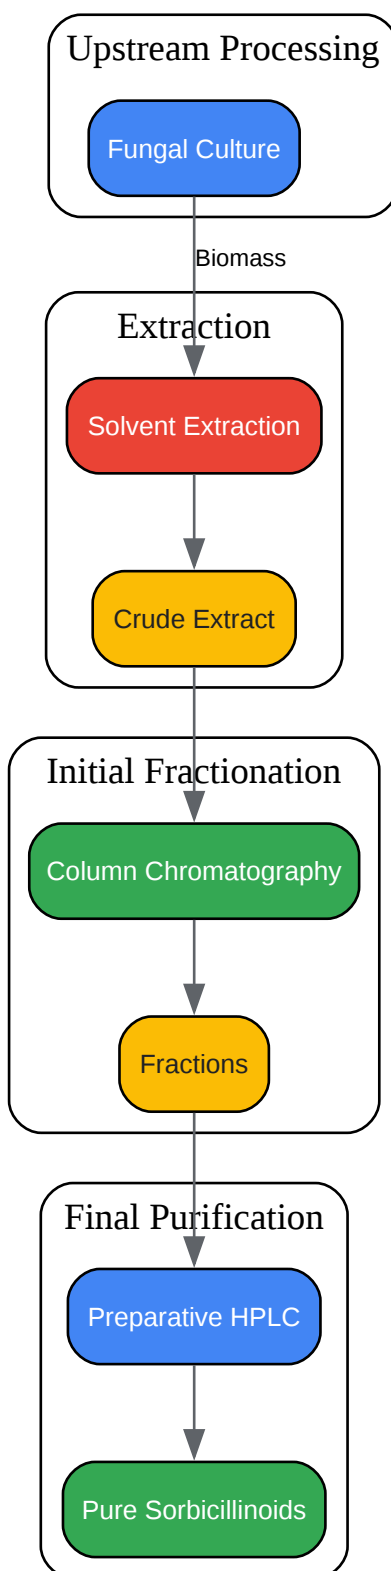 Upstream Processing
Fungal Culture
Biomass
Extraction
Solvent Extraction
Crude Extract
Initial Fractionation
Column Chromatography
Fractions
Final Purification
Preparative HPLC
Pure Sorbicillinoids